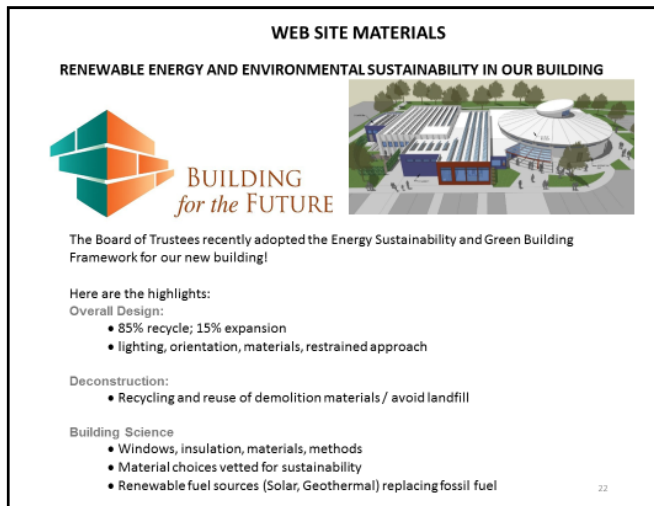 WEB SITE MATERIALS
RENEWABLE ENERGY AND ENVIRONMENTAL SUSTAINABILITY IN OUR BUILDING
BUILDING
for the FUTURE
The Board of Trustees recently adopted the Energy Sustainability and Green Building
Framework for our new building!
Here are the highlights:
Overall Design:
• 85% recycle; 15% expansion
• lighting, orientation, materials, restrained approach
Deconstruction:
• Recycling and reuse of demolition materials / avoid landfill
Building Science
• Windows, insulation, materials, methods
• Material choices vetted for sustainability
• Renewable fuel sources (Solar, Geothermal) replacing fossil fuel
22